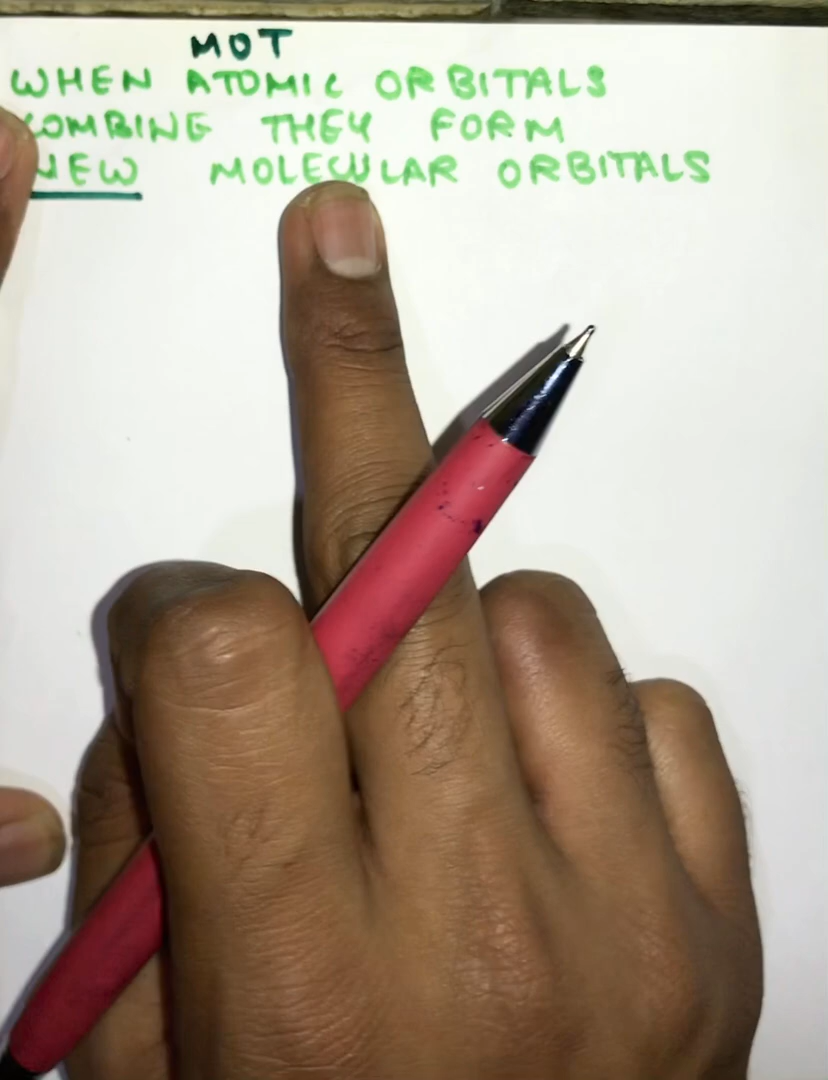 MOT
WHEN ATOMIC ORBITALS
COMBINE THEY FORM
NEW MOLECULAR ORBITALS